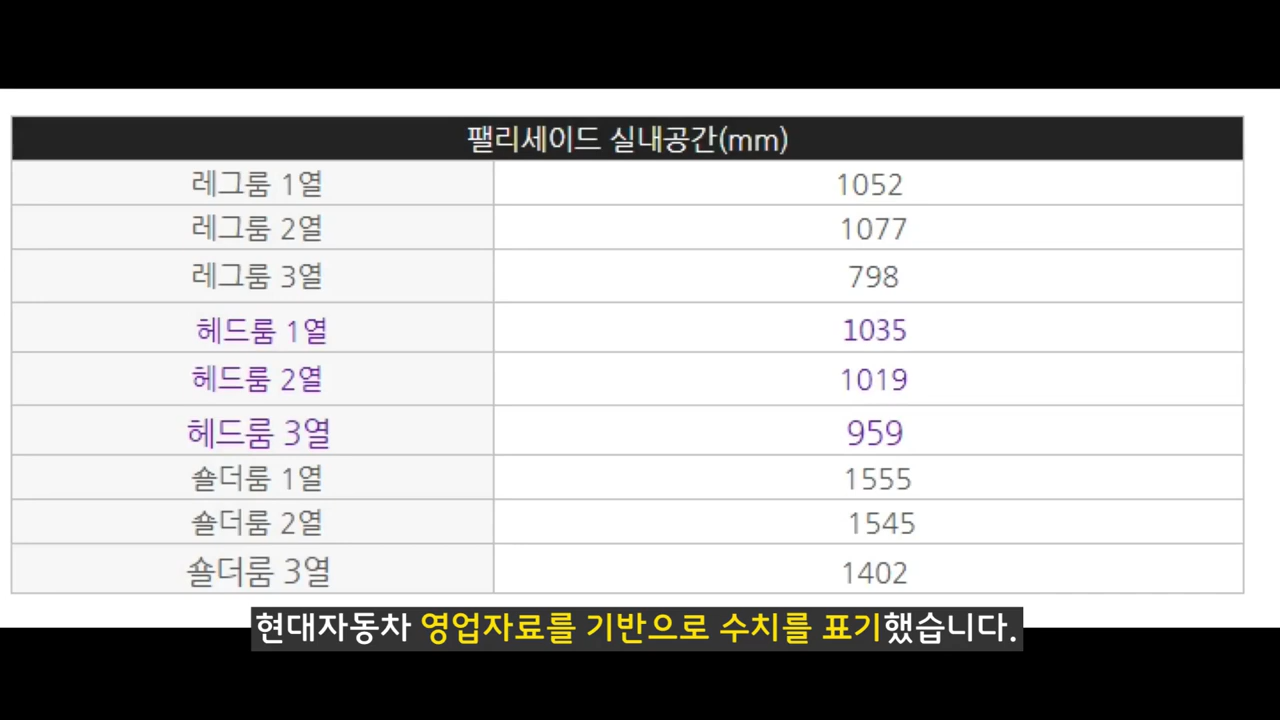 팰리세이드 실내공간(mm)
레그룸 1열 1052
레그룸 2열 1077
레그룸 3열 798
헤드룸 1열 1035
헤드룸 2열 1019
헤드룸 3열 959
숄더룸 1열 1555
숄더룸 2열 1545
숄더룸 3열 1402
현대자동차 영업자료를 기반으로 수치를 표기했습니다.